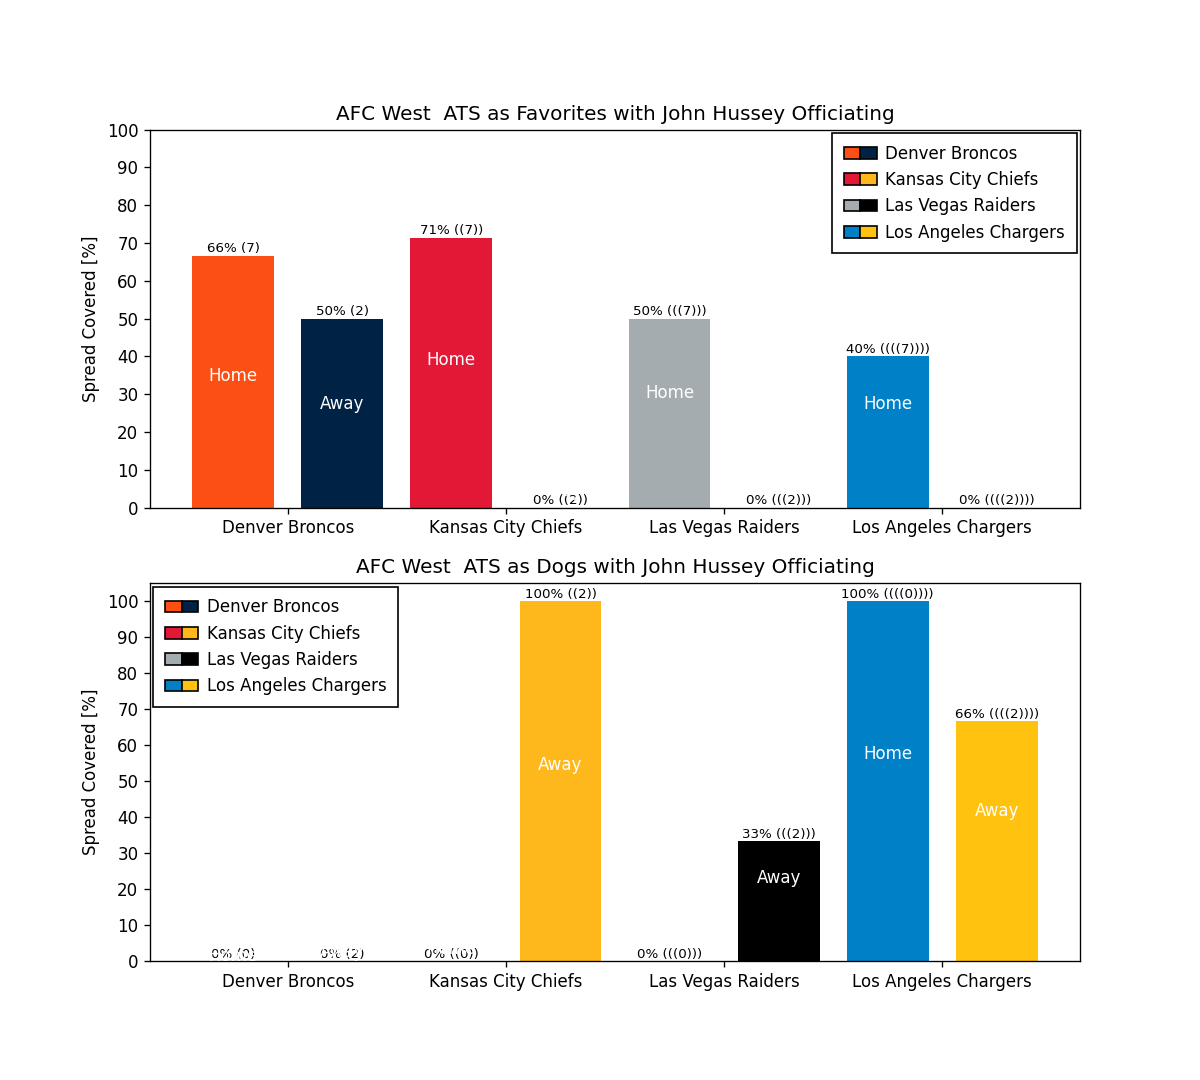 AFC West  ATS as Favorites with John Hussey Officiating
100
90
80
70
60
50
40
30
20
10
0
Spread Covered [%]
Denver Broncos
Kansas City Chiefs
Las Vegas Raiders
Los Angeles Chargers
66% (7)
50% (2)
71% ((7))
0% ((2))
50% (((7)))
0% (((2)))
40% ((((7))))
0% ((((2))))
Home
Away
Home
Home
Home
Denver Broncos
Kansas City Chiefs
Las Vegas Raiders
Los Angeles Chargers
AFC West  ATS as Dogs with John Hussey Officiating
100
90
80
70
60
50
40
30
20
10
0
Spread Covered [%]
Denver Broncos
Kansas City Chiefs
Las Vegas Raiders
Los Angeles Chargers
0% (0)
0% (2)
0% ((0))
100% ((2))
0% (((0)))
33% (((2)))
100% ((((0))))
66% ((((2))))
Away
Away
Home
Away
Denver Broncos
Kansas City Chiefs
Las Vegas Raiders
Los Angeles Chargers